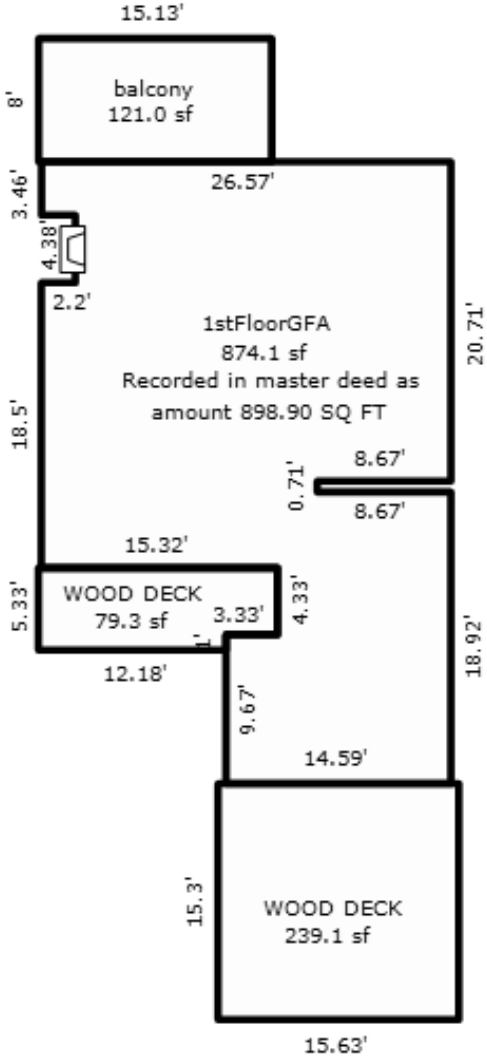 15.13'
8'
balcony
121.0 sf
26.57'
3.46'
4.38'
2.2'
1stFloorGFA
874.1 sf
Recorded in master deed as
amount 898.90 SQ FT
20.71'
18.5'
8.67'
0.71'
8.67'
15.32'
5.33'
WOOD DECK
79.3 sf
3.33'
4.33'
1'
12.18'
18.92'
9.67'
14.59'
15.3'
WOOD DECK
239.1 sf
15.63'